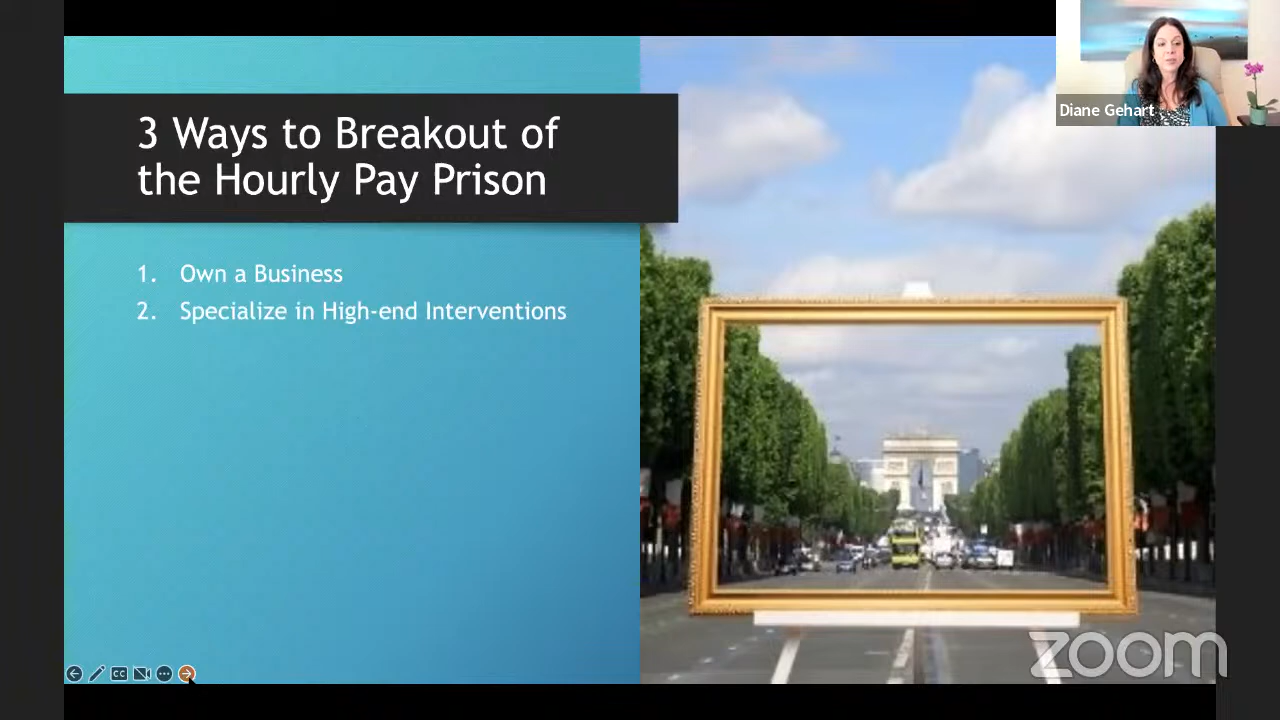 3 Ways to Breakout of
the Hourly Pay Prison
1. Own a Business
2. Specialize in High-end Interventions
Diane Gehart
CC
zoom